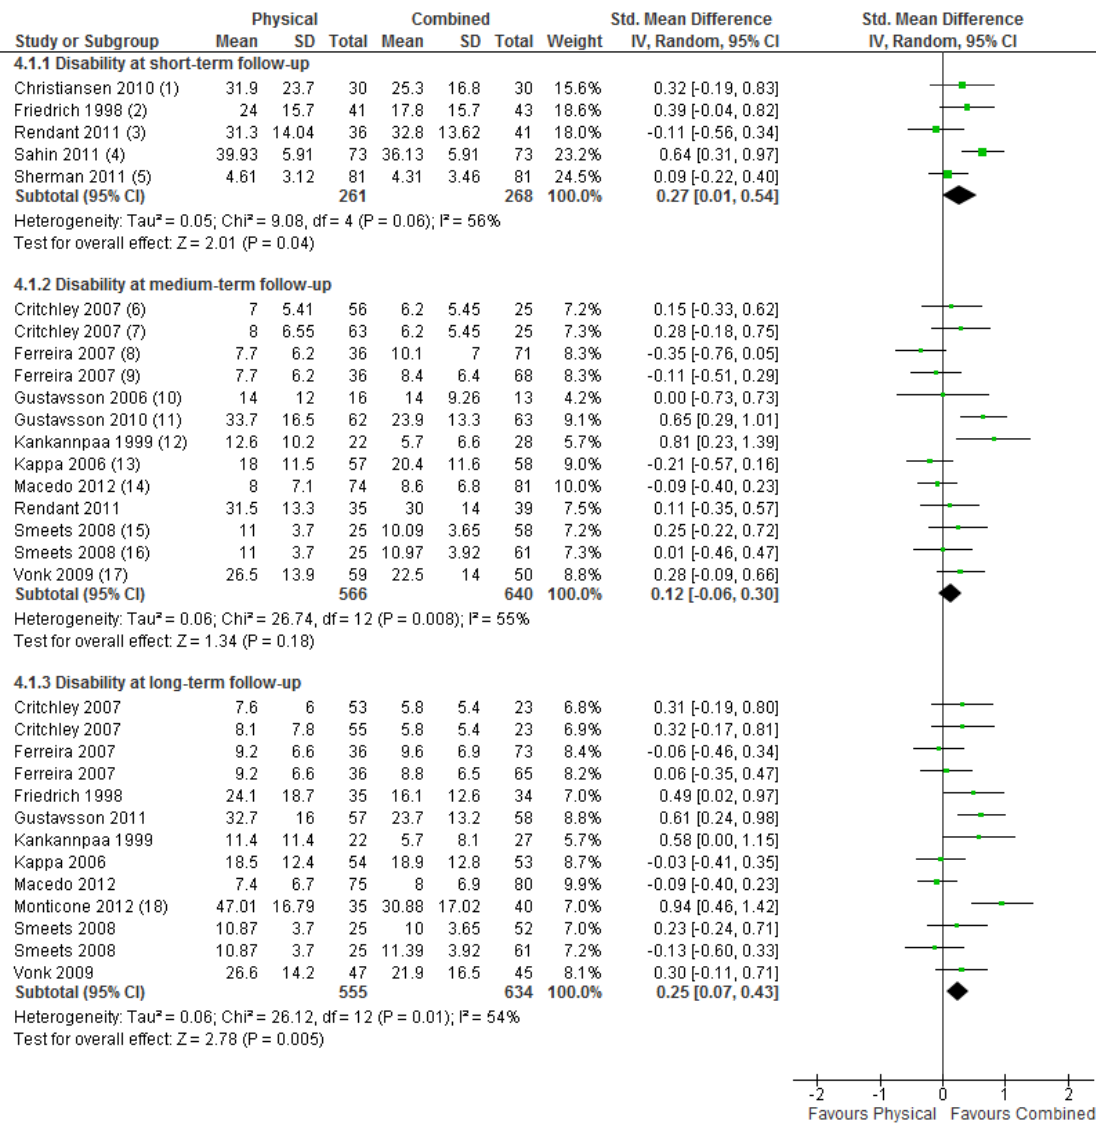 Physical Combined Std. Mean Difference Std. Mean Difference
Study or Subgroup Mean SD Total Mean SD Total Weight IV, Random, 95% CI IV, Random, 95% CI
4.1.1 Disability at short-term follow-up
Christiansen 2010 (1) 31.9 23.7 30 25.3 16.8 30 15.6% 0.32 [-0.19, 0.83]
Friedrich 1998 (2) 24 15.7 41 17.8 15.7 43 18.6% 0.39 [-0.04, 0.82]
Rendant 2011 (3) 31.3 14.04 36 32.8 13.62 41 18.0% -0.11 [-0.56, 0.34]
Sahin 2011 (4) 39.93 5.91 73 36.13 5.91 73 23.2% 0.64 [0.31, 0.97]
Sherman 2011 (5) 4.61 3.12 81 4.31 3.46 81 24.5% 0.09 [-0.22, 0.40]
Subtotal (95% CI) 261 268 100.0% 0.27 [0.01, 0.54]
Heterogeneity: Tau² = 0.05; Chi² = 9.08, df = 4 (P = 0.06); I² = 56%
Test for overall effect: Z = 2.01 (P = 0.04)
4.1.2 Disability at medium-term follow-up
Critchley 2007 (6) 7 5.41 56 6.2 5.45 25 7.2% 0.15 [-0.33, 0.62]
Critchley 2007 (7) 8 6.55 63 6.2 5.45 25 7.3% 0.28 [-0.18, 0.75]
Ferreira 2007 (8) 7.7 6.2 36 10.1 7 71 8.3% -0.35 [-0.76, 0.05]
Ferreira 2007 (9) 7.7 6.2 36 8.4 6.4 68 8.3% -0.11 [-0.51, 0.29]
Gustavsson 2006 (10) 14 12 16 14 9.26 13 4.2% 0.00 [-0.73, 0.73]
Gustavsson 2010 (11) 33.7 16.5 62 23.9 13.3 63 9.1% 0.65 [0.29, 1.01]
Kankannpaa 1999 (12) 12.6 10.2 22 5.7 6.6 28 5.7% 0.81 [0.23, 1.39]
Kappa 2006 (13) 18 11.5 57 20.4 11.6 58 9.0% -0.21 [-0.57, 0.16]
Macedo 2012 (14) 8 7.1 74 8.6 6.8 81 10.0% -0.09 [-0.40, 0.23]
Rendant 2011 31.5 13.3 35 30 14 39 7.5% 0.11 [-0.35, 0.57]
Smeets 2008 (15) 11 3.7 25 10.09 3.65 58 7.2% 0.25 [-0.22, 0.72]
Smeets 2008 (16) 11 3.7 25 10.97 3.92 61 7.3% 0.01 [-0.46, 0.47]
Vonk 2009 (17) 26.5 13.9 59 22.5 14 50 8.8% 0.28 [-0.09, 0.66]
Subtotal (95% CI) 566 640 100.0% 0.12 [-0.06, 0.30]
Heterogeneity: Tau² = 0.06; Chi² = 26.74, df = 12 (P = 0.008); I² = 55%
Test for overall effect: Z = 1.34 (P = 0.18)
4.1.3 Disability at long-term follow-up
Critchley 2007 7.6 6 53 5.8 5.4 23 6.8% 0.31 [-0.19, 0.80]
Critchley 2007 8.1 7.8 55 5.8 5.4 23 6.9% 0.32 [-0.17, 0.81]
Ferreira 2007 9.2 6.6 36 9.6 6.9 73 8.4% -0.06 [-0.46, 0.34]
Ferreira 2007 9.2 6.6 36 8.8 6.5 65 8.2% 0.06 [-0.35, 0.47]
Friedrich 1998 24.1 18.7 35 16.1 12.6 34 7.0% 0.49 [0.02, 0.97]
Gustavsson 2011 32.7 16 57 23.7 13.2 58 8.8% 0.61 [0.24, 0.98]
Kankannpaa 1999 11.4 11.4 22 5.7 8.1 27 5.7% 0.58 [0.00, 1.15]
Kappa 2006 18.5 12.4 54 18.9 12.8 53 8.7% -0.03 [-0.41, 0.35]
Macedo 2012 7.4 6.7 75 8 6.9 80 9.9% -0.09 [-0.40, 0.23]
Monticone 2012 (18) 47.01 16.79 35 30.88 17.02 40 7.0% 0.94 [0.46, 1.42]
Smeets 2008 10.87 3.7 25 10 3.65 52 7.0% 0.23 [-0.24, 0.71]
Smeets 2008 10.87 3.7 25 11.39 3.92 61 7.2% -0.13 [-0.60, 0.33]
Vonk 2009 26.6 14.2 47 21.9 16.5 45 8.1% 0.30 [-0.11, 0.71]
Subtotal (95% CI) 555 634 100.0% 0.25 [0.07, 0.43]
Heterogeneity: Tau² = 0.06; Chi² = 26.12, df = 12 (P = 0.01); I² = 54%
Test for overall effect: Z = 2.78 (P = 0.005)
-2 -1 0 1 2
Favours Physical Favours Combined